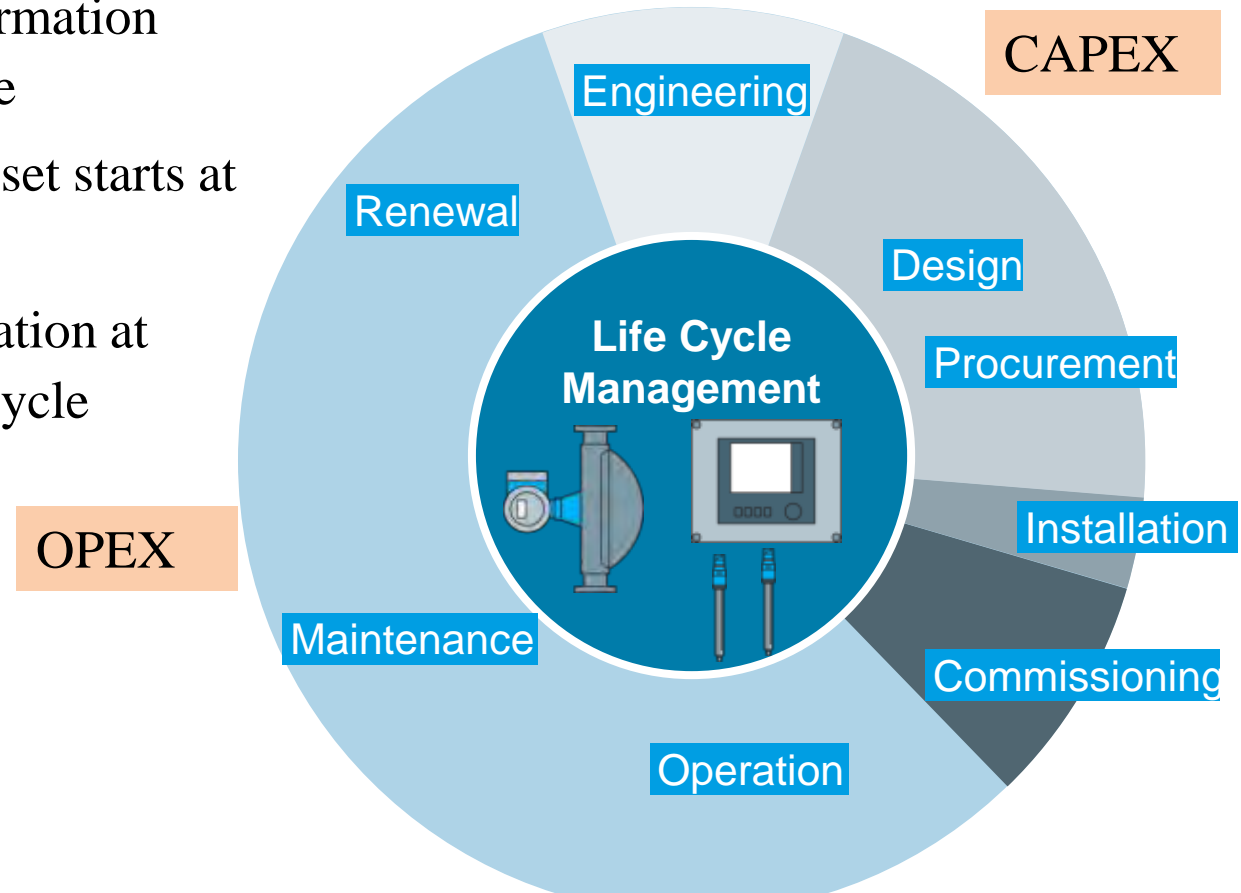 rmation
e
set starts at
ation at
ycle
OPEX
CAPEX
Engineering
Renewal
Design
Procurement
Life Cycle
Management
Installation
Maintenance
Commissioning
Operation